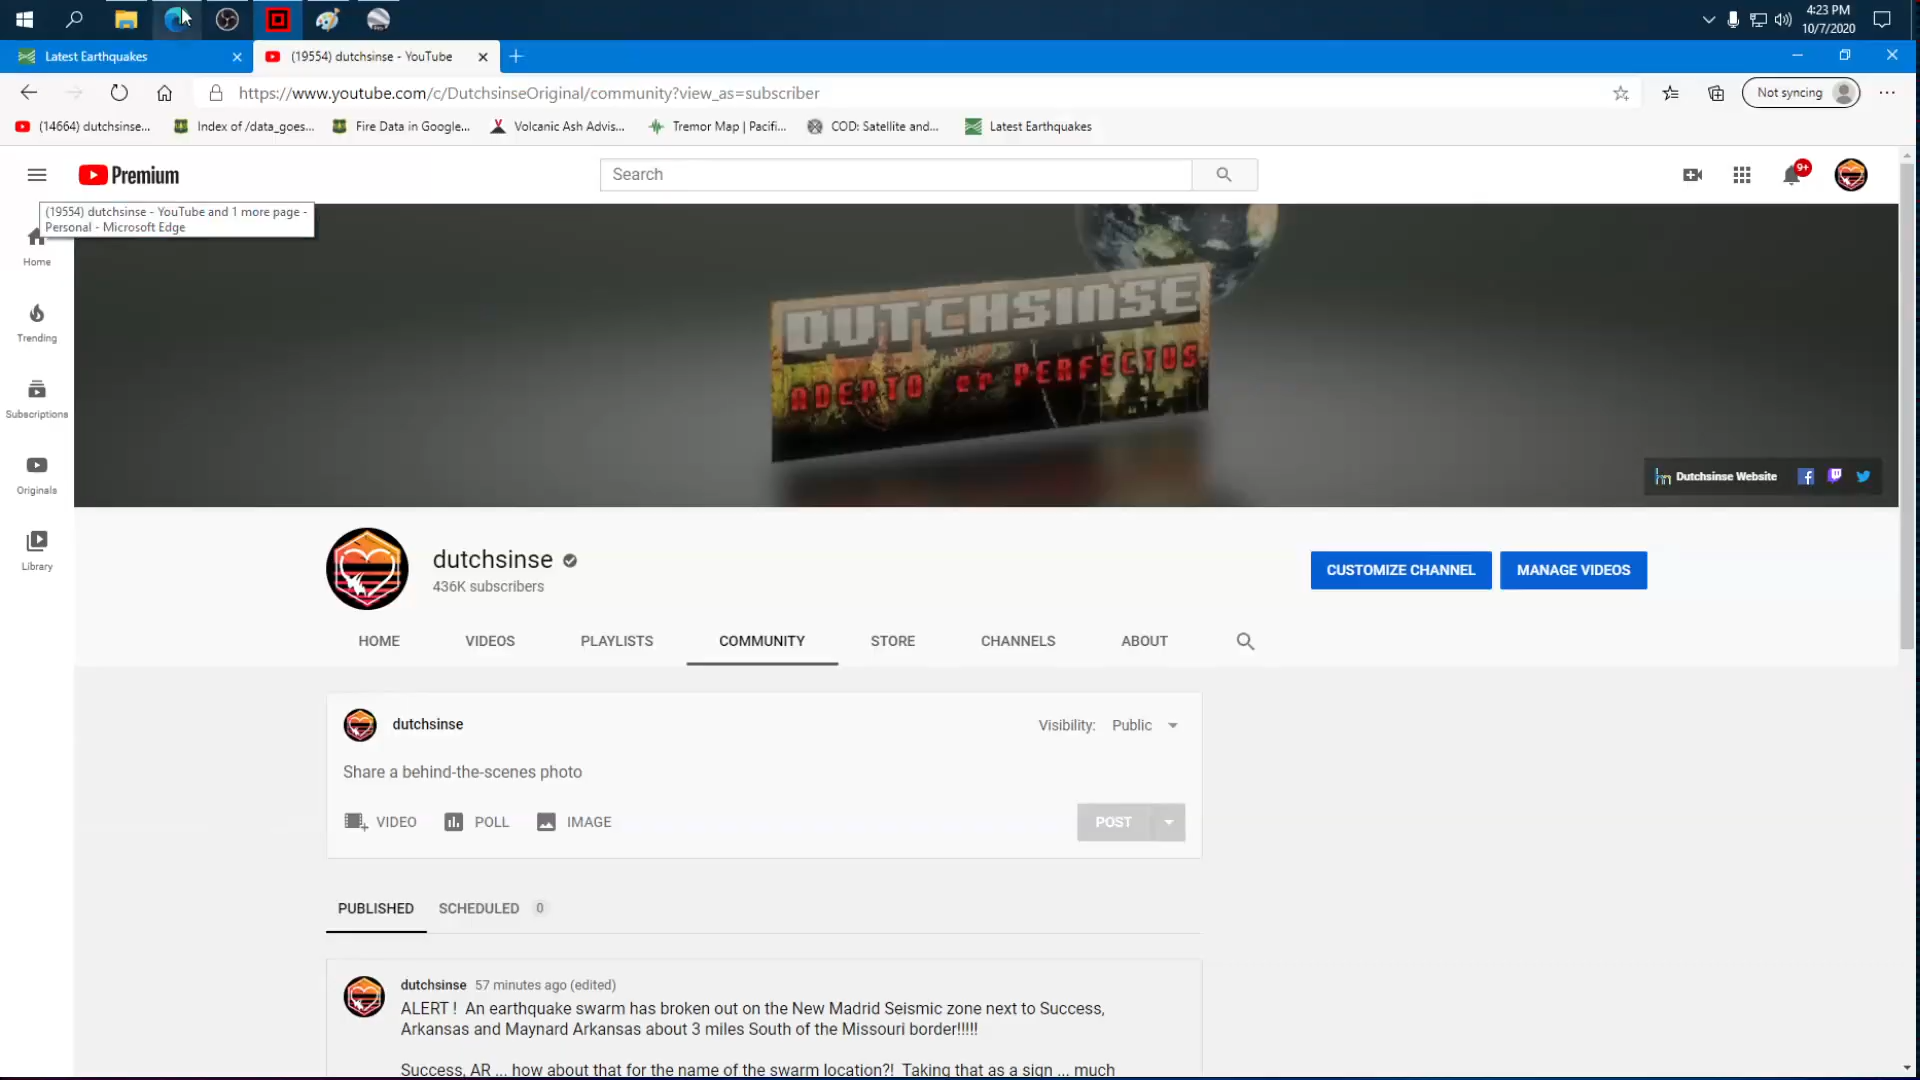 4:23 PM
10/7/2020
Latest Earthquakes
(19554) dutchsinse - YouTube
https://www.youtube.com/c/DutchsinseOriginal/community?view_as=subscriber
Not syncing
(14664) dutchsinse...
Index of /data_goes...
Fire Data in Google...
Volcanic Ash Advis...
Tremor Map | Pacifi...
COD: Satellite and...
Latest Earthquakes
Premium
Search
9+
(19554) dutchsinse - YouTube and 1 more page -
Personal - Microsoft Edge
Home
Trending
Subscriptions
Originals
Library
DUTCHSINSE
ADEPTO ET PERFECTUS
Dutchsinse Website
dutchsinse
436K subscribers
CUSTOMIZE CHANNEL
MANAGE VIDEOS
HOME
VIDEOS
PLAYLISTS
COMMUNITY
STORE
CHANNELS
ABOUT
dutchsinse
Visibility: Public
Share a behind-the-scenes photo
VIDEO
POLL
IMAGE
POST
PUBLISHED
SCHEDULED 0
dutchsinse 57 minutes ago (edited)
ALERT ! An earthquake swarm has broken out on the New Madrid Seismic zone next to Success,
Arkansas and Maynard Arkansas about 3 miles South of the Missouri border!!!!!
Success, AR ... how about that for the name of the swarm location?! Taking that as a sign ... much